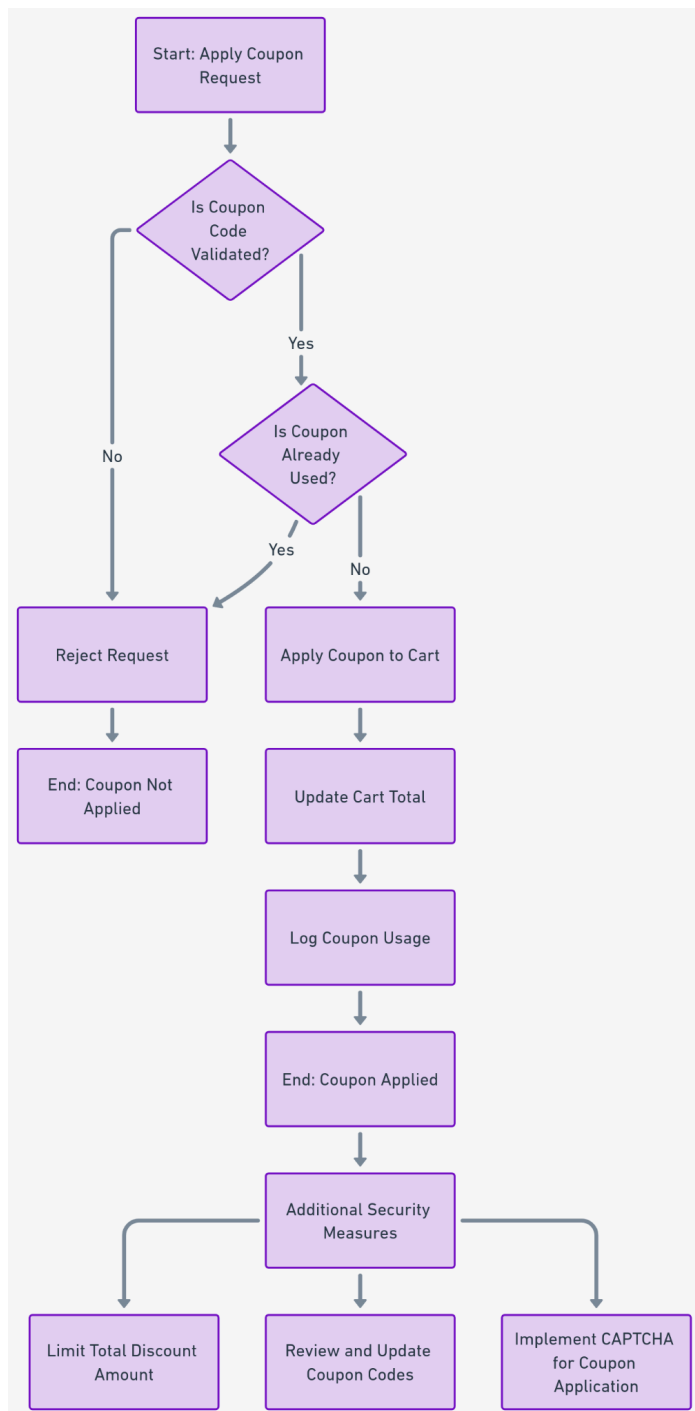 Start: Apply Coupon
Request
Is Coupon
Code
Validated?
Yes
Is Coupon
Already
Used?
No
Yes
No
Reject Request
Apply Coupon to Cart
End: Coupon Not
Applied
Update Cart Total
Log Coupon Usage
End: Coupon Applied
Additional Security
Measures
Limit Total Discount
Amount
Review and Update
Coupon Codes
Implement CAPTCHA
for Coupon
Application